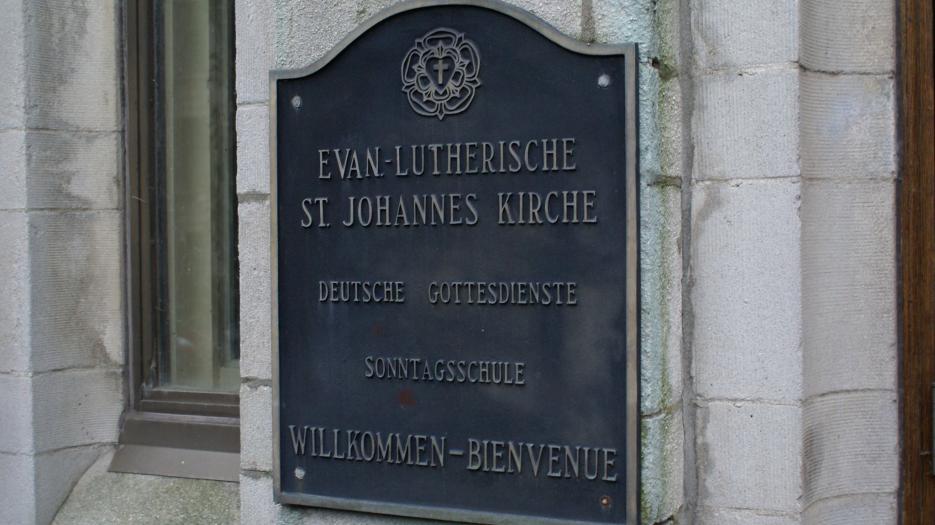 EVAN.-LUTHERISCHE
ST. JOHANNES KIRCHE
DEUTSCHE GOTTESDIENSTE
SONNTAGSSCHULE
WILLKOMMEN-BIENVENUE